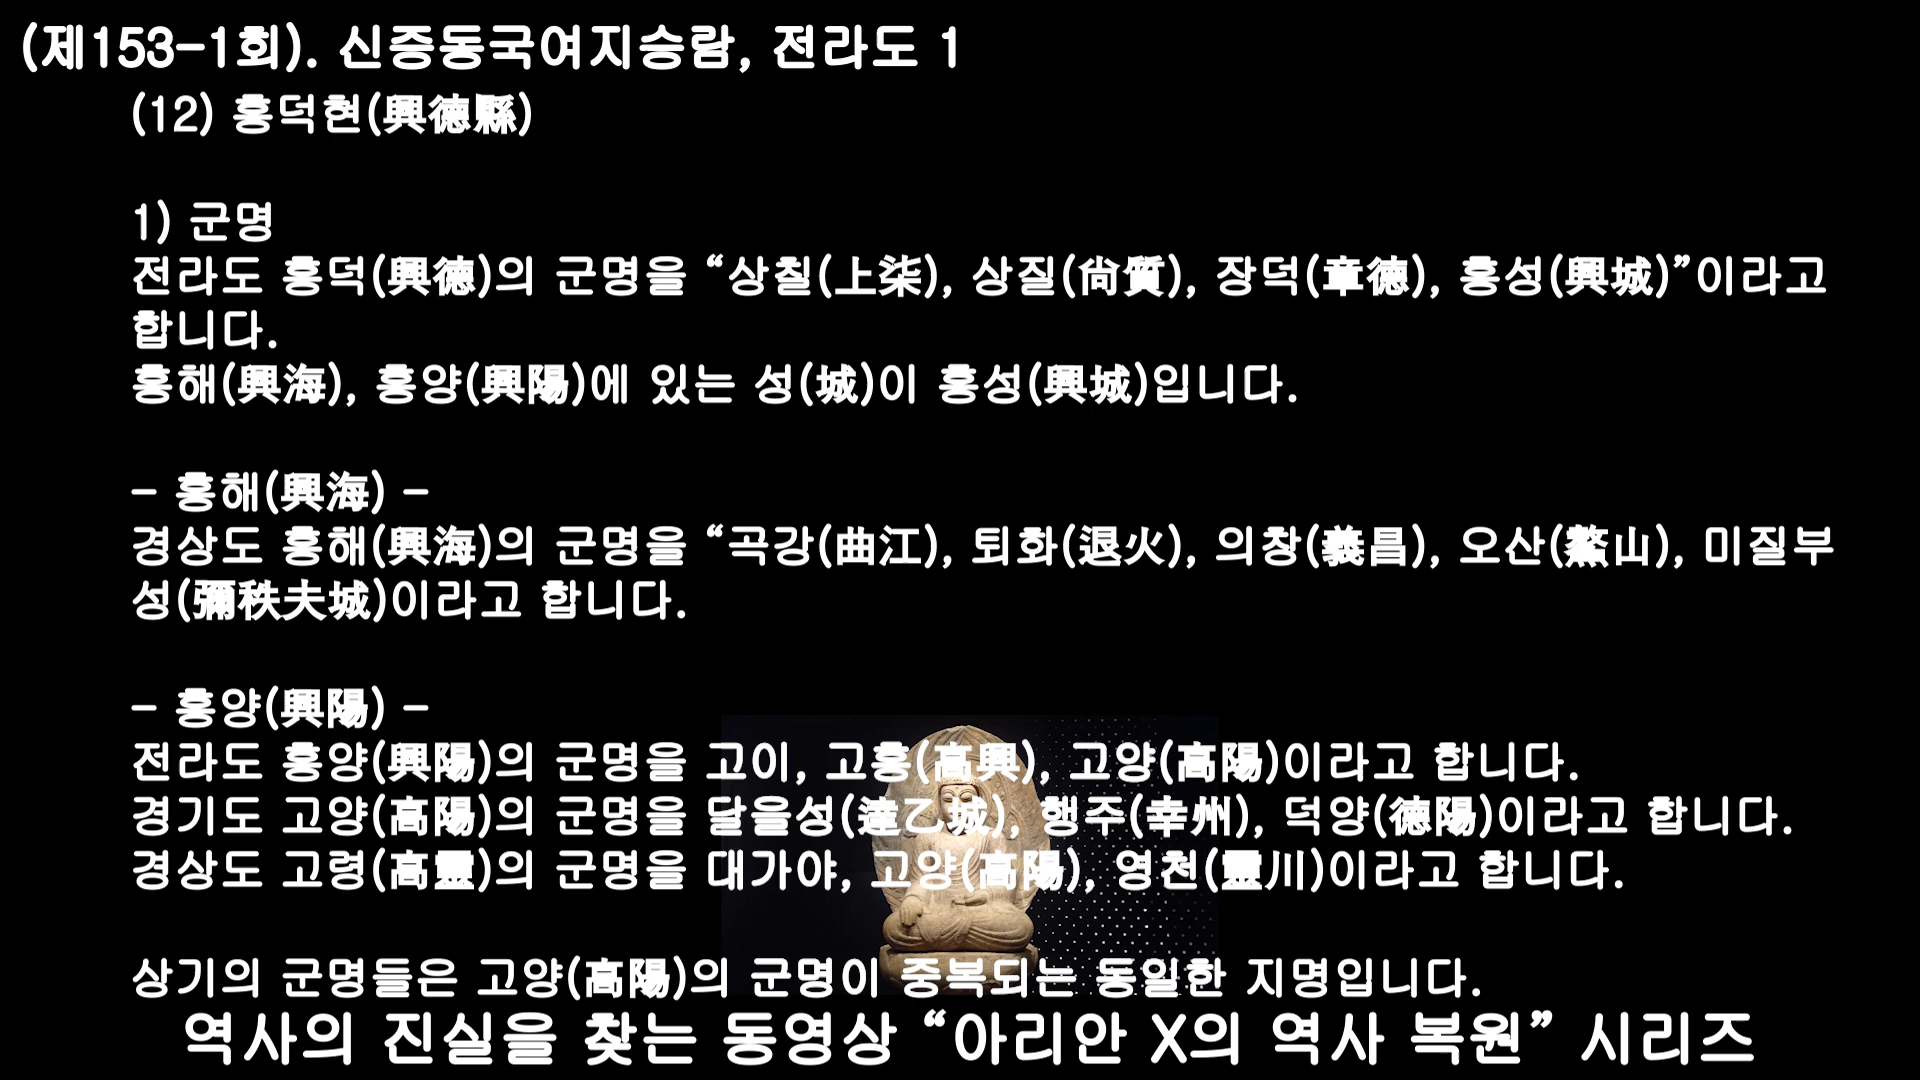 (제153-1회). 신증동국여지승람, 전라도 1
(12) 흥덕현(興德縣)
1) 군명
전라도 흥덕(興德)의 군명을 “상칠(上柒), 상질(尙質), 장덕(章德), 흥성(興城)”이라고
합니다.
흥해(興海), 흥양(興陽)에 있는 성(城)이 흥성(興城)입니다.
- 흥해(興海) -
경상도 흥해(興海)의 군명을 “곡강(曲江), 퇴화(退火), 의창(義昌), 오산(鰲山), 미질부
성(彌秩夫城)이라고 합니다.
- 흥양(興陽) -
전라도 흥양(興陽)의 군명을 고이, 고흥(高興), 고양(高陽)이라고 합니다.
경기도 고양(高陽)의 군명을 달을성(達乙城), 행주(幸州), 덕양(德陽)이라고 합니다.
경상도 고령(高靈)의 군명을 대가야, 고양(高陽), 영천(靈川)이라고 합니다.
상기의 군명들은 고양(高陽)의 군명이 중복되는 동일한 지명입니다.
역사의 진실을 찾는 동영상 “아리안 X의 역사 복원” 시리즈